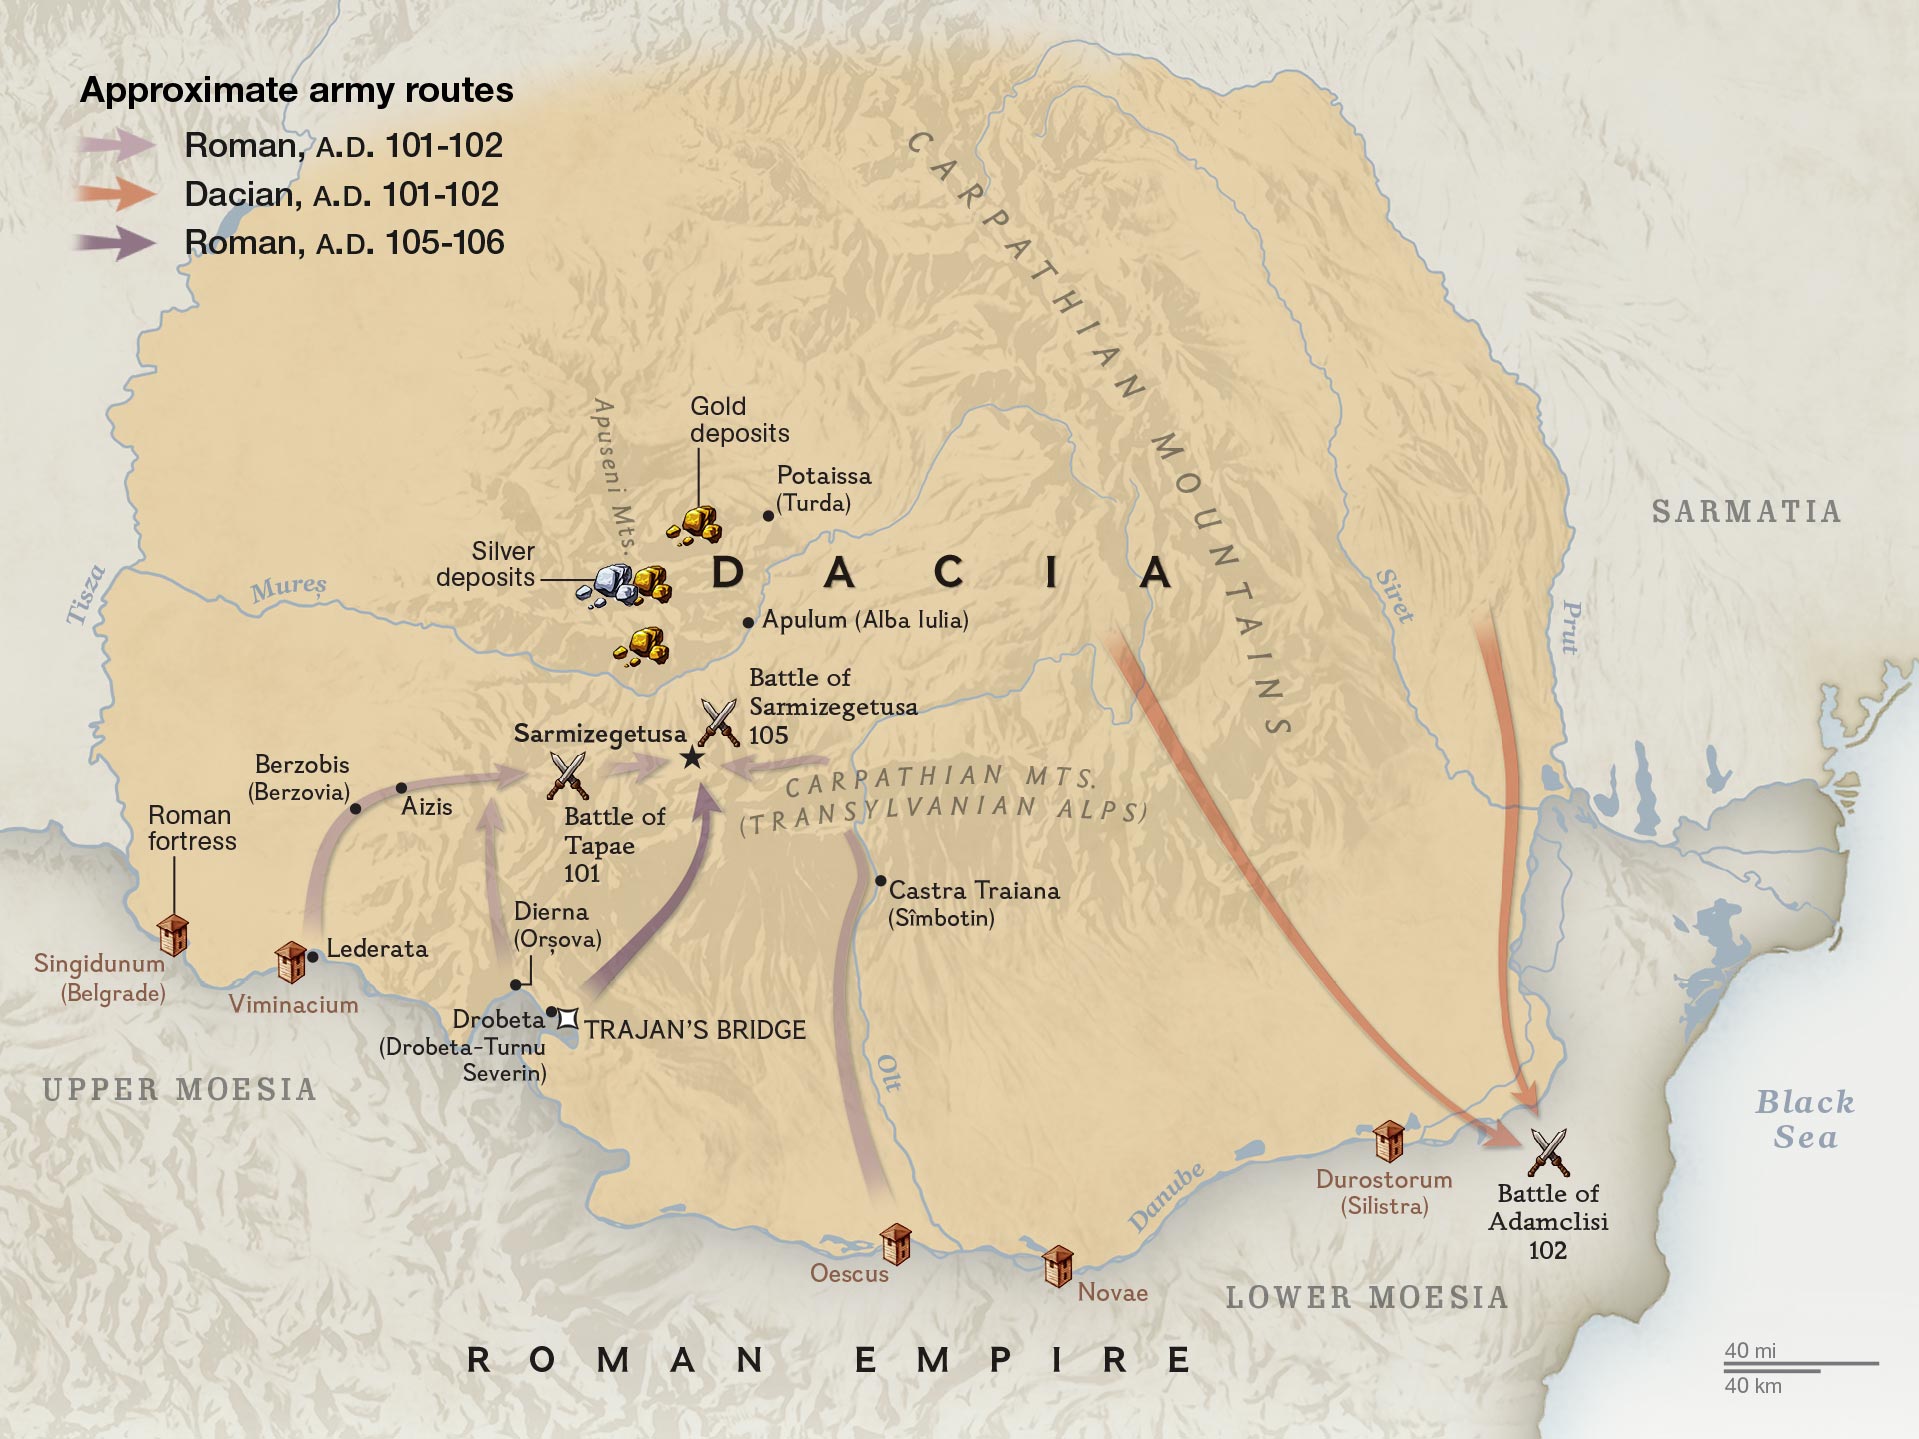 Approximate army routes
Roman, A.D. 101-102
Dacian, A.D. 101-102
Roman, A.D. 105-106
CARPATHIAN MOUNTAINS
Apuseni Mts.
Gold
deposits
Potaissa
(Turda)
Silver
deposits
DACIA
SARMATIA
Tisza
Mureș
Siret
Prut
Apulum (Alba Iulia)
Battle of
Sarmizegetusa
105
Sarmizegetusa
Berzobis
(Berzovia)
Aizis
CARPATHIAN MTS.
(TRANSYLVANIAN ALPS)
Battle of
Tapae
101
Roman
fortress
Castra Traiana
(Sîmbotin)
Dierna
(Orșova)
Lederata
Singidunum
(Belgrade)
Viminacium
Drobeta
(Drobeta-Turnu
Severin)
TRAJAN'S BRIDGE
UPPER MOESIA
Olt
Black
Sea
Danube
Durostorum
(Silistra)
Battle of
Adamclisi
102
Oescus
Novae
LOWER MOESIA
ROMAN EMPIRE
40 mi
40 km